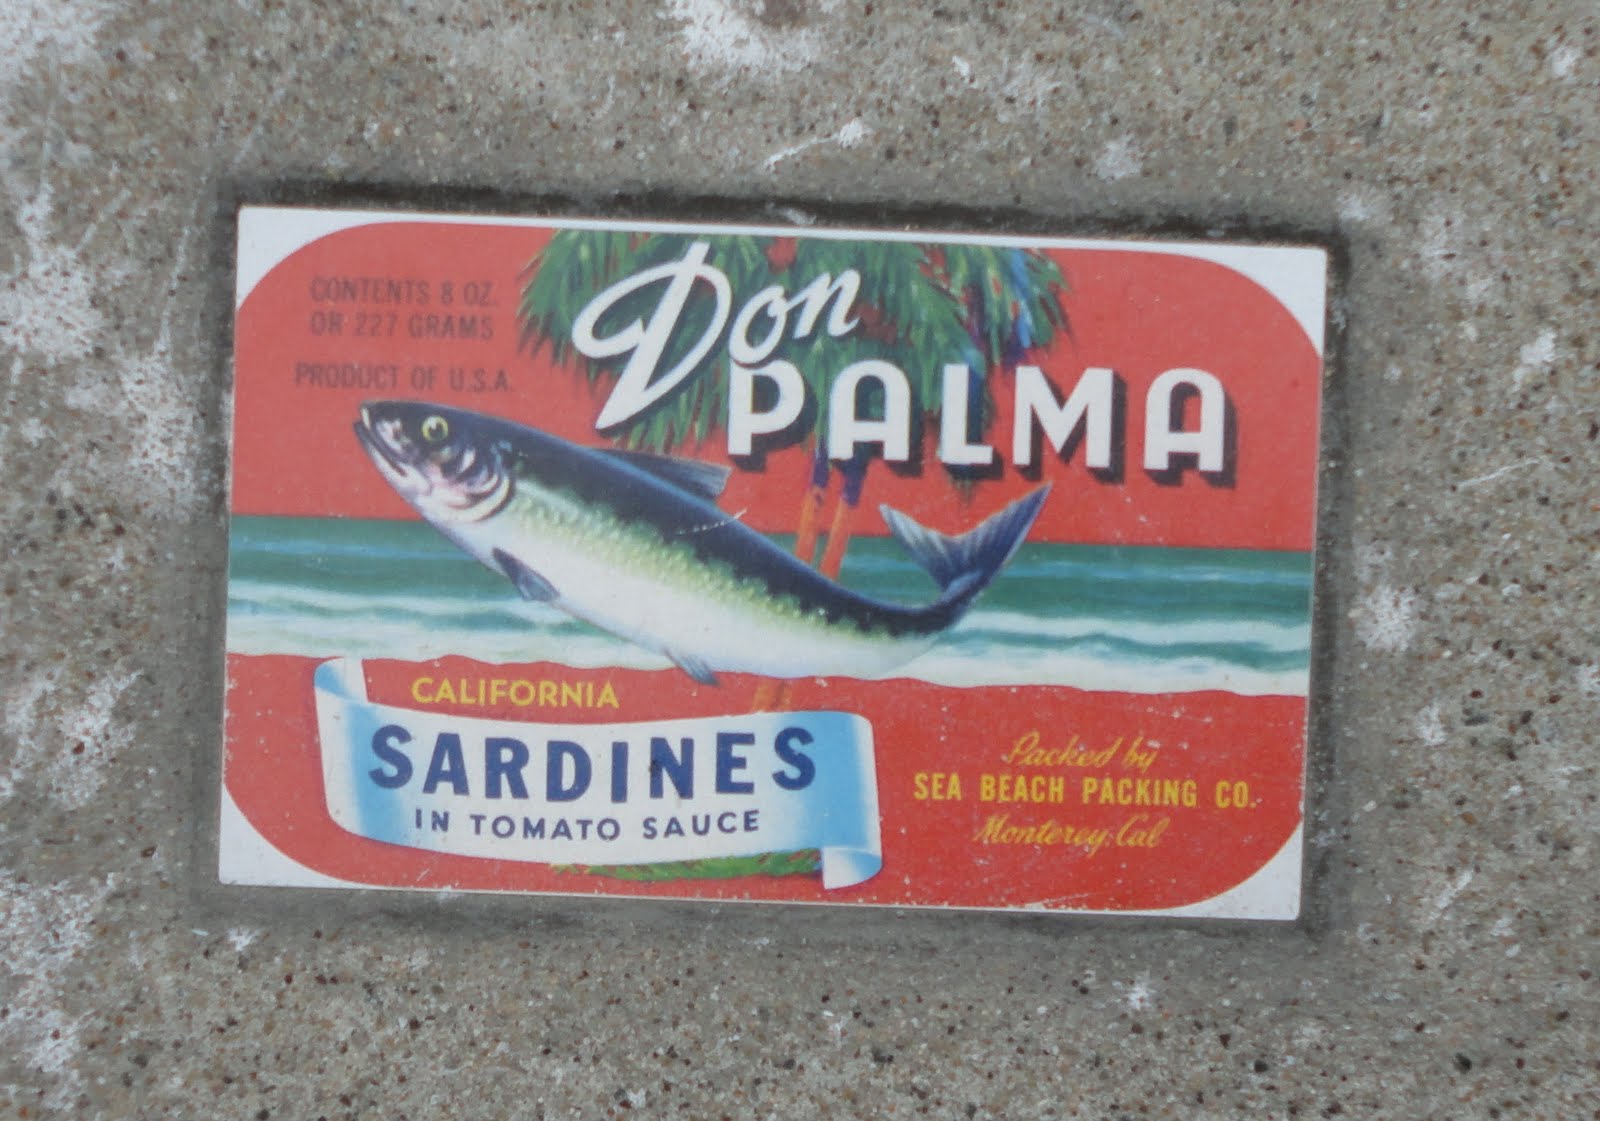 CONTENTS 8 OZ.
OR 227 GRAMS
PRODUCT OF U.S.A.
Don
PALMA
CALIFORNIA
SARDINES
IN TOMATO SAUCE
Packed by
SEA BEACH PACKING CO.
Monterey, Cal